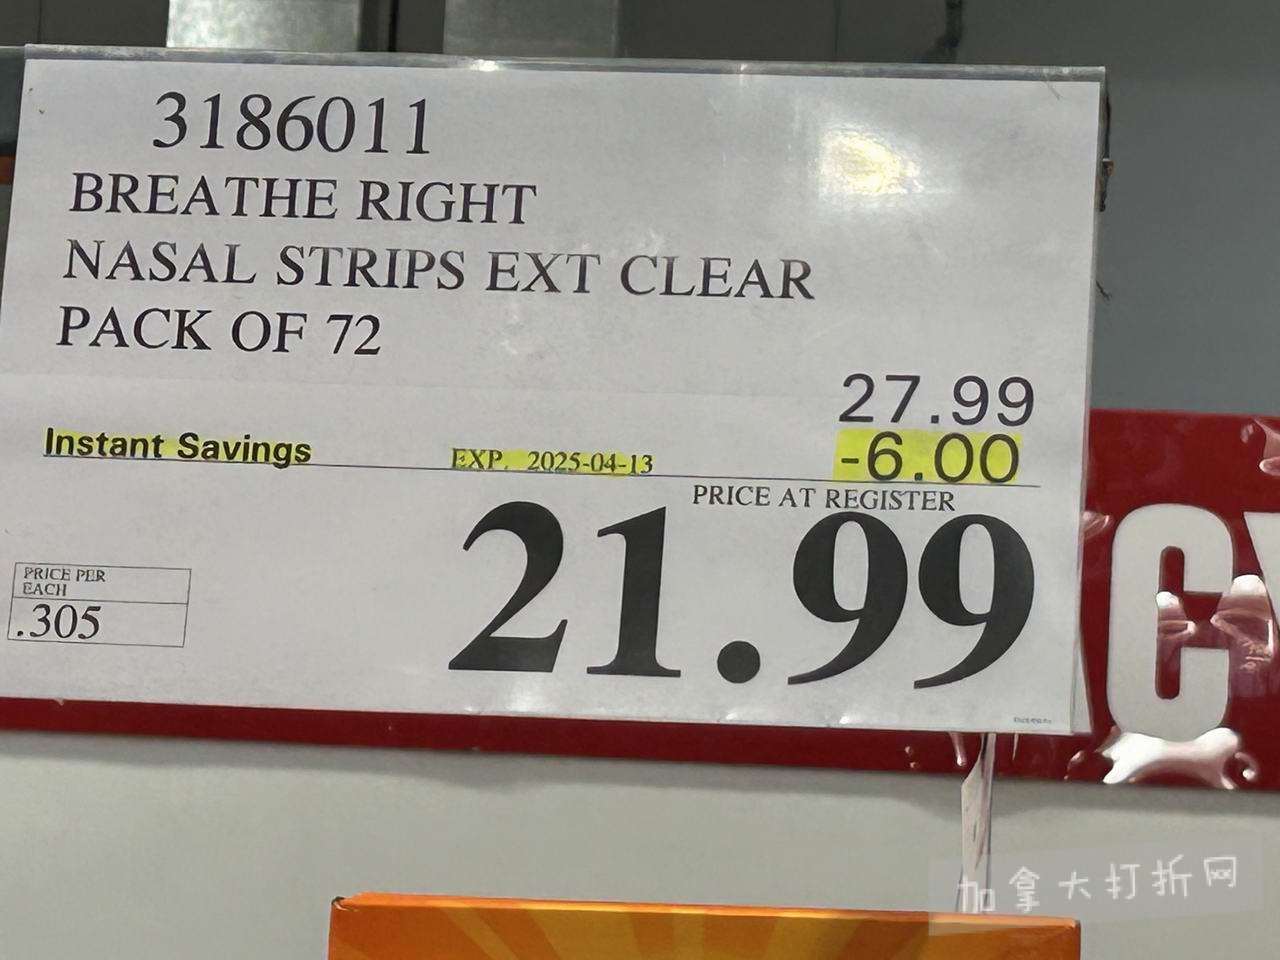 3186011
BREATHE RIGHT
NASAL STRIPS EXT CLEAR
PACK OF 72
27.99
Instant Savings EXP. 2025-04-13 -6.00
PRICE AT REGISTER
21.99
PRICE PER
EACH
.305
加拿大打折网